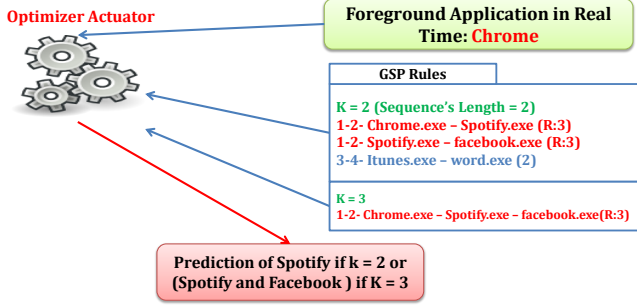 Optimizer Actuator
Foreground Application in Real
Time: Chrome
GSP Rules
K = 2 (Sequence's Length = 2)
1-2- Chrome.exe – Spotify.exe (R:3)
1-2- Spotify.exe – facebook.exe (R:3)
3-4- Itunes.exe – word.exe (2)
K = 3
1-2- Chrome.exe – Spotify.exe – facebook.exe(R:3)
Prediction of Spotify if k = 2 or
(Spotify and Facebook ) if K = 3